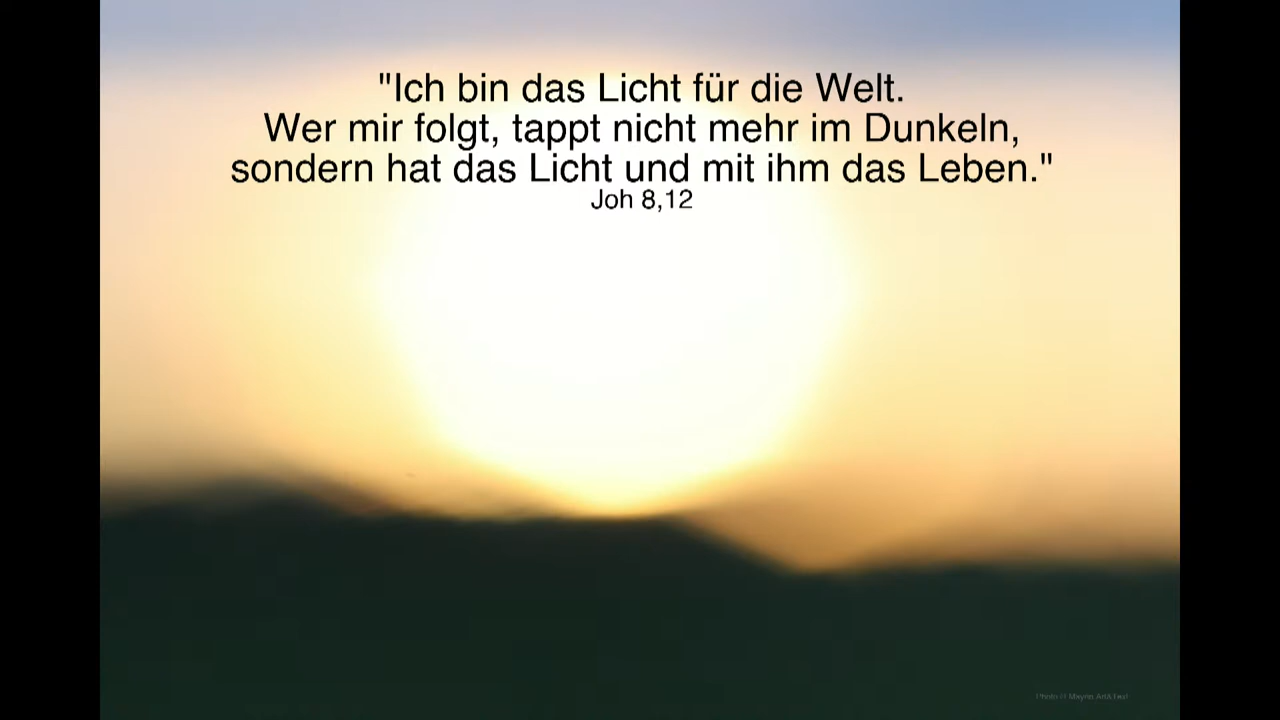 "Ich bin das Licht für die Welt.
Wer mir folgt, tappt nicht mehr im Dunkeln,
sondern hat das Licht und mit ihm das Leben."
Joh 8,12
Photo